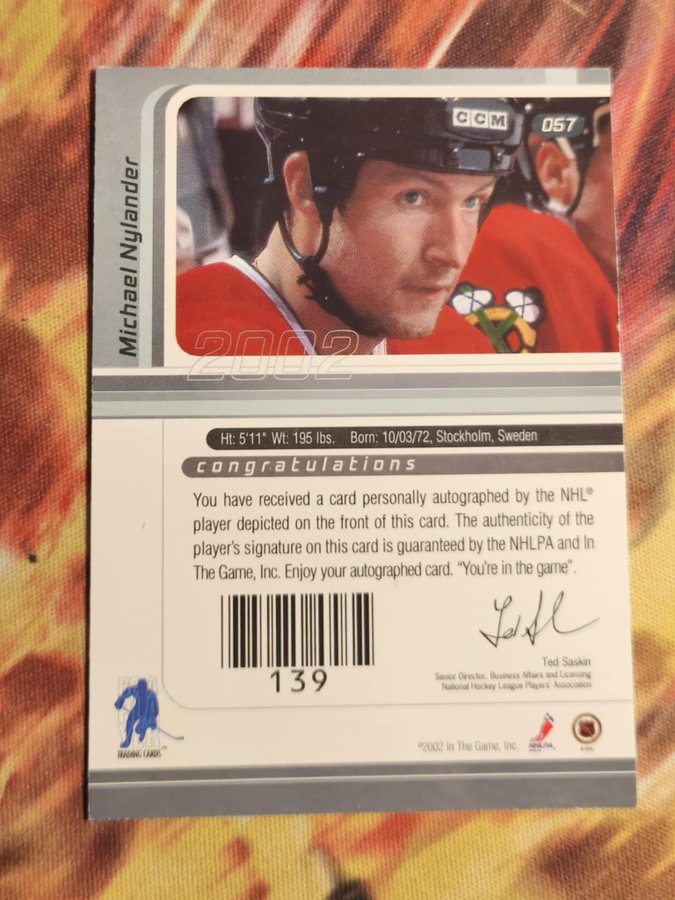 CCM
057
Michael Nylander
2002
Ht: 5'11" Wt: 195 lbs. Born: 10/03/72, Stockholm, Sweden
congratulations
You have received a card personally autographed by the NHL®
player depicted on the front of this card. The authenticity of the
player's signature on this card is guaranteed by the NHLPA and In
The Game, Inc. Enjoy your autographed card. "You're in the game".
139
Ted Saskin
Senior Director, Business Affairs and Licensing
National Hockey League Players' Association
TRADING CARDS™
©2002 In The Game, Inc.
NHLPA